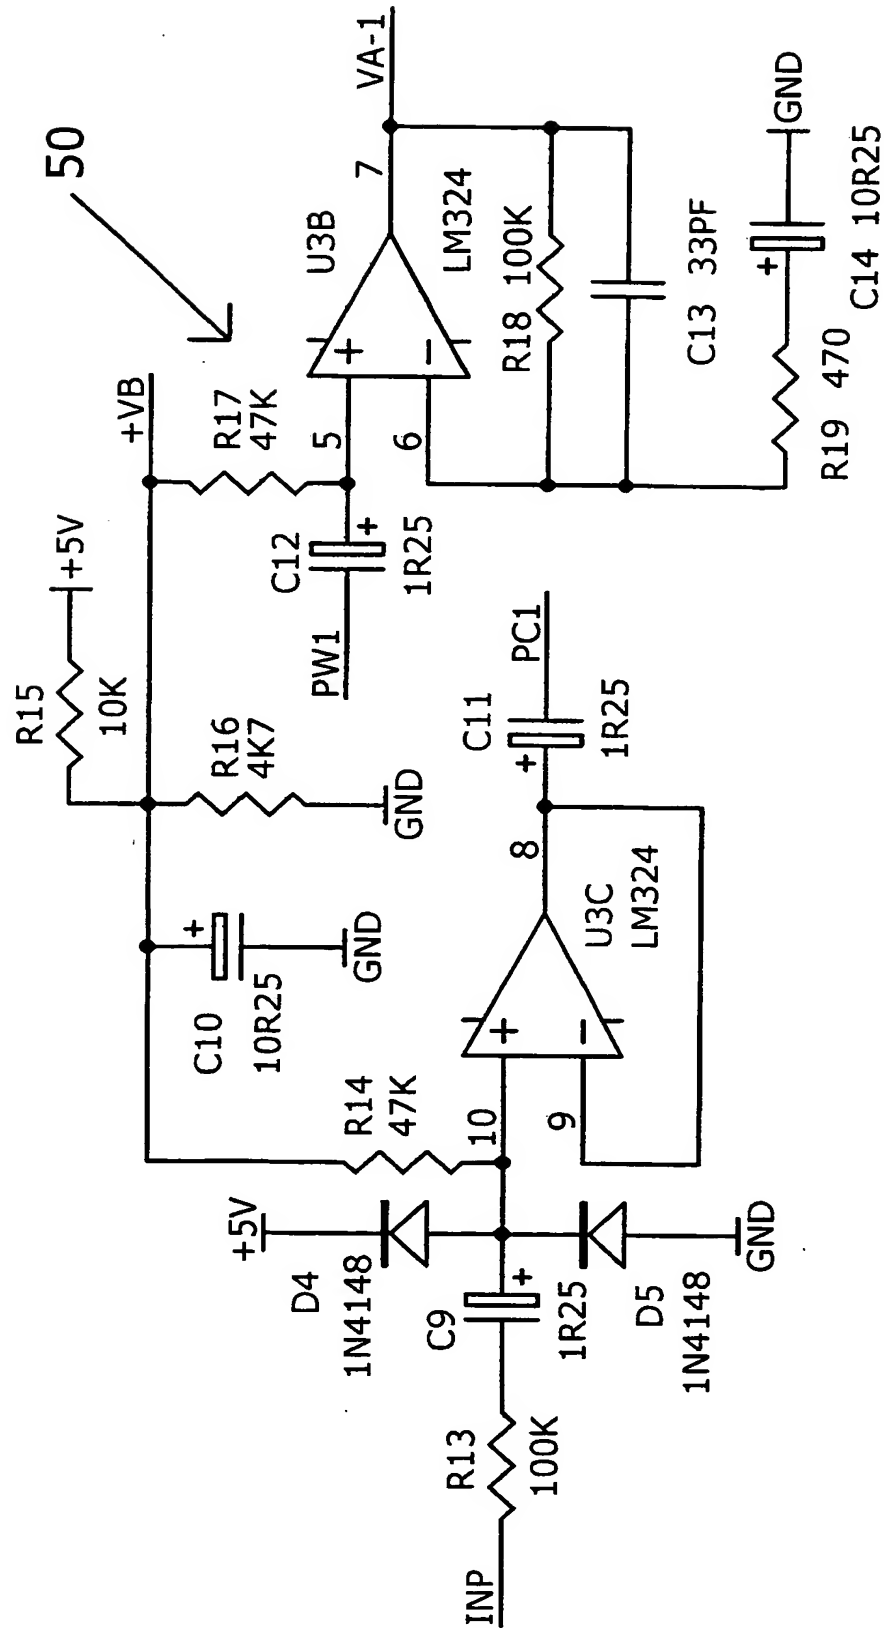 50
VA-1
7
U3B
LM324
R18 100K
C13 33PF
GND
C14 10R25
+
R19 470
+VB
R17
47K
5
6
+
-
C12
+
1R25
PW1
+5V
R15
10K
R16
4K7
GND
PC1
C11
+
1R25
8
U3C
LM324
+
-
C10
+
10R25
GND
R14
47K
10
9
+5V
D4
1N4148
C9
+
1R25
D5
1N4148
GND
R13
100K
INP